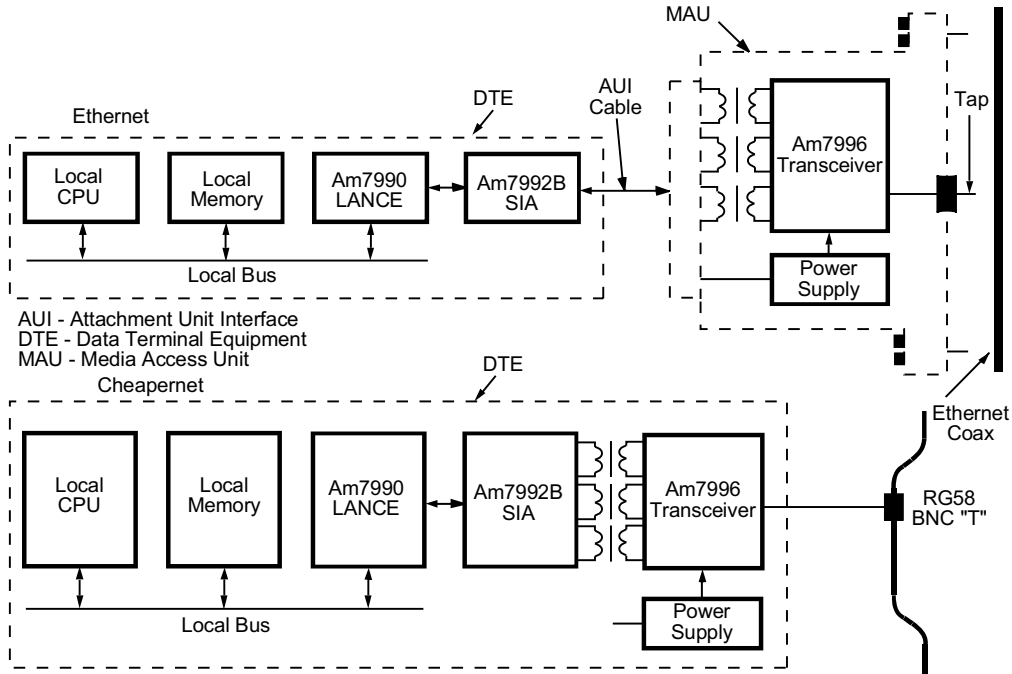 MAU
Ethernet
DTE
AUI
Cable
Tap
Local
CPU
Local
Memory
Am7990
LANCE
Am7992B
SIA
Am7996
Transceiver
Local Bus
Power
Supply
AUI - Attachment Unit Interface
DTE - Data Terminal Equipment
MAU - Media Access Unit
Ethernet
Coax
Cheapernet
DTE
Local
CPU
Local
Memory
Am7990
LANCE
Am7992B
SIA
Am7996
Transceiver
RG58
BNC "T"
Local Bus
Power
Supply